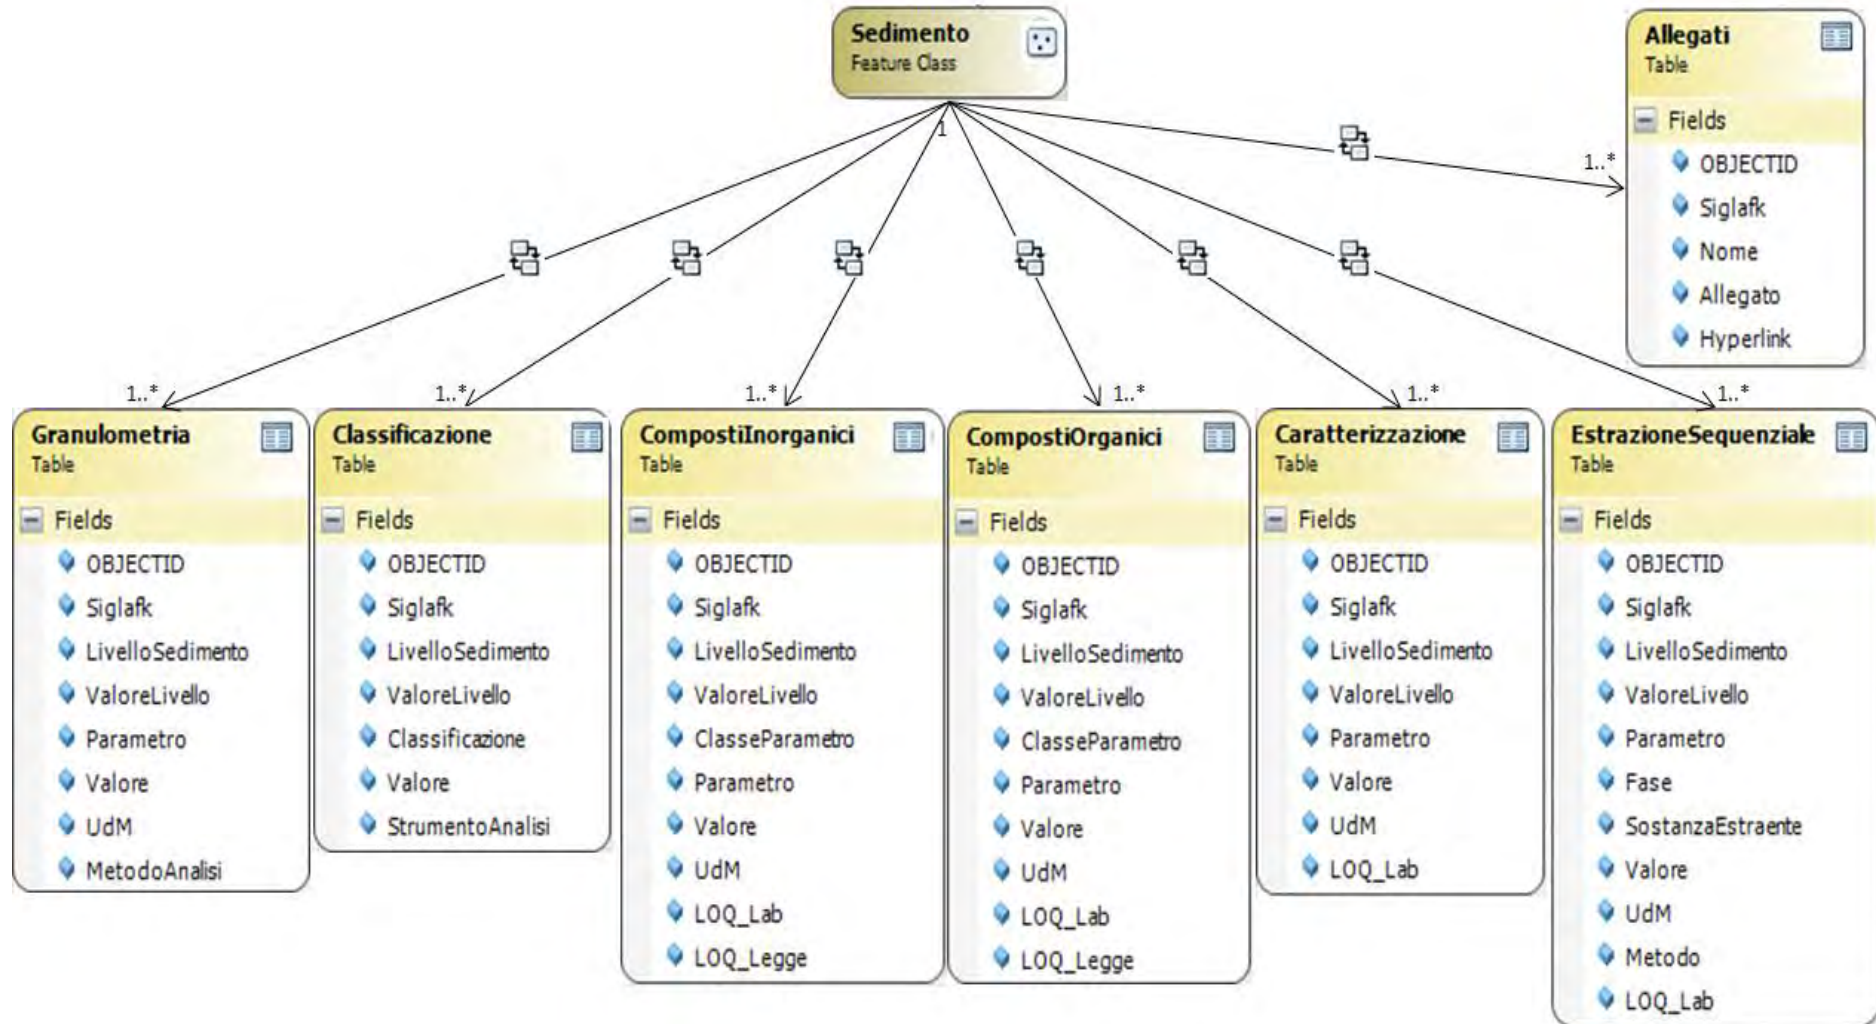 Sedimento
Feature Class
Allegati
Table
Fields
OBJECTID
Siglafk
Nome
Allegato
Hyperlink
1
1..*
1..*
1..*
1..*
1..*
1..*
1..*
Granulometria
Table
Fields
OBJECTID
Siglafk
LivelloSedimento
ValoreLivello
Parametro
Valore
UdM
MetodoAnalisi
Classificazione
Table
Fields
OBJECTID
Siglafk
LivelloSedimento
ValoreLivello
Classificazione
Valore
StrumentoAnalisi
CompostiInorganici
Table
Fields
OBJECTID
Siglafk
LivelloSedimento
ValoreLivello
ClasseParametro
Parametro
Valore
UdM
LOQ_Lab
LOQ_Legge
CompostiOrganici
Table
Fields
OBJECTID
Siglafk
LivelloSedimento
ValoreLivello
ClasseParametro
Parametro
Valore
UdM
LOQ_Lab
LOQ_Legge
Caratterizzazione
Table
Fields
OBJECTID
Siglafk
LivelloSedimento
ValoreLivello
Parametro
Valore
UdM
LOQ_Lab
EstrazioneSequenziale
Table
Fields
OBJECTID
Siglafk
LivelloSedimento
ValoreLivello
Parametro
Fase
SostanzaEstraente
Valore
UdM
Metodo
LOQ_Lab